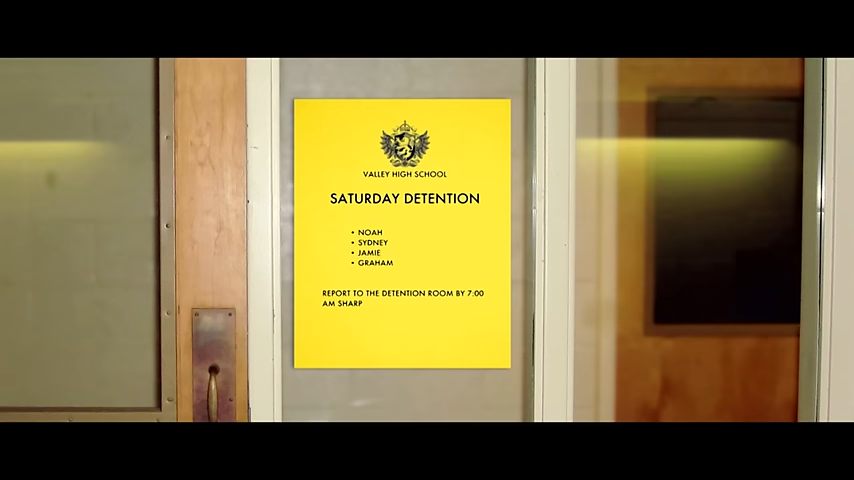 VALLEY HIGH SCHOOL
SATURDAY DETENTION
• NOAH
• SYDNEY
• JAMIE
• GRAHAM
REPORT TO THE DETENTION ROOM BY 7:00
AM SHARP